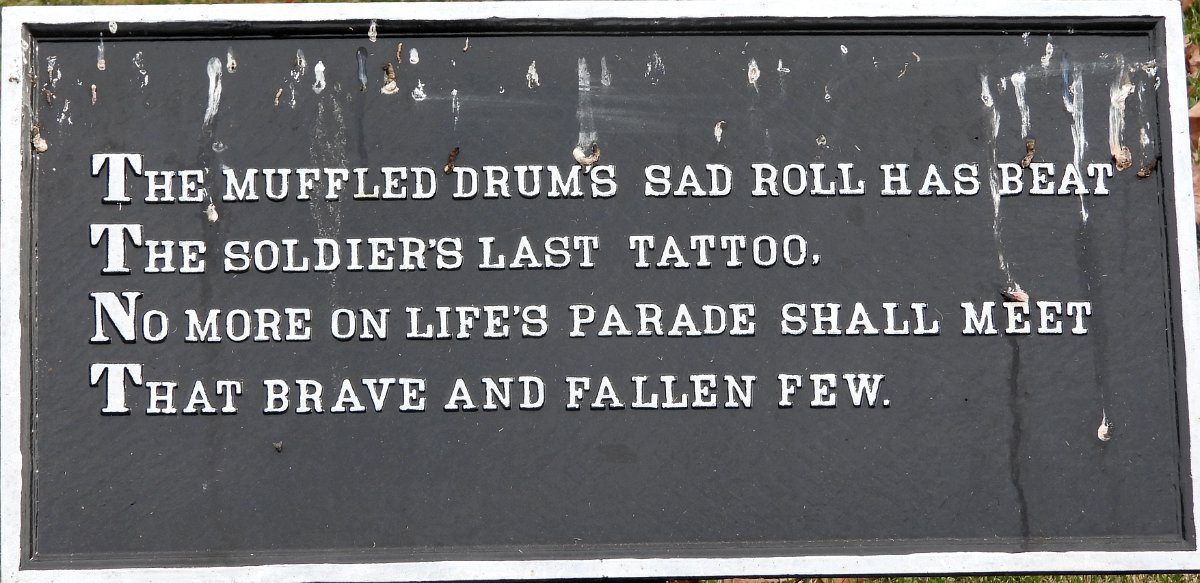 THE MUFFLED DRUM'S SAD ROLL HAS BEAT
THE SOLDIER'S LAST TATTOO,
NO MORE ON LIFE'S PARADE SHALL MEET
THAT BRAVE AND FALLEN FEW.